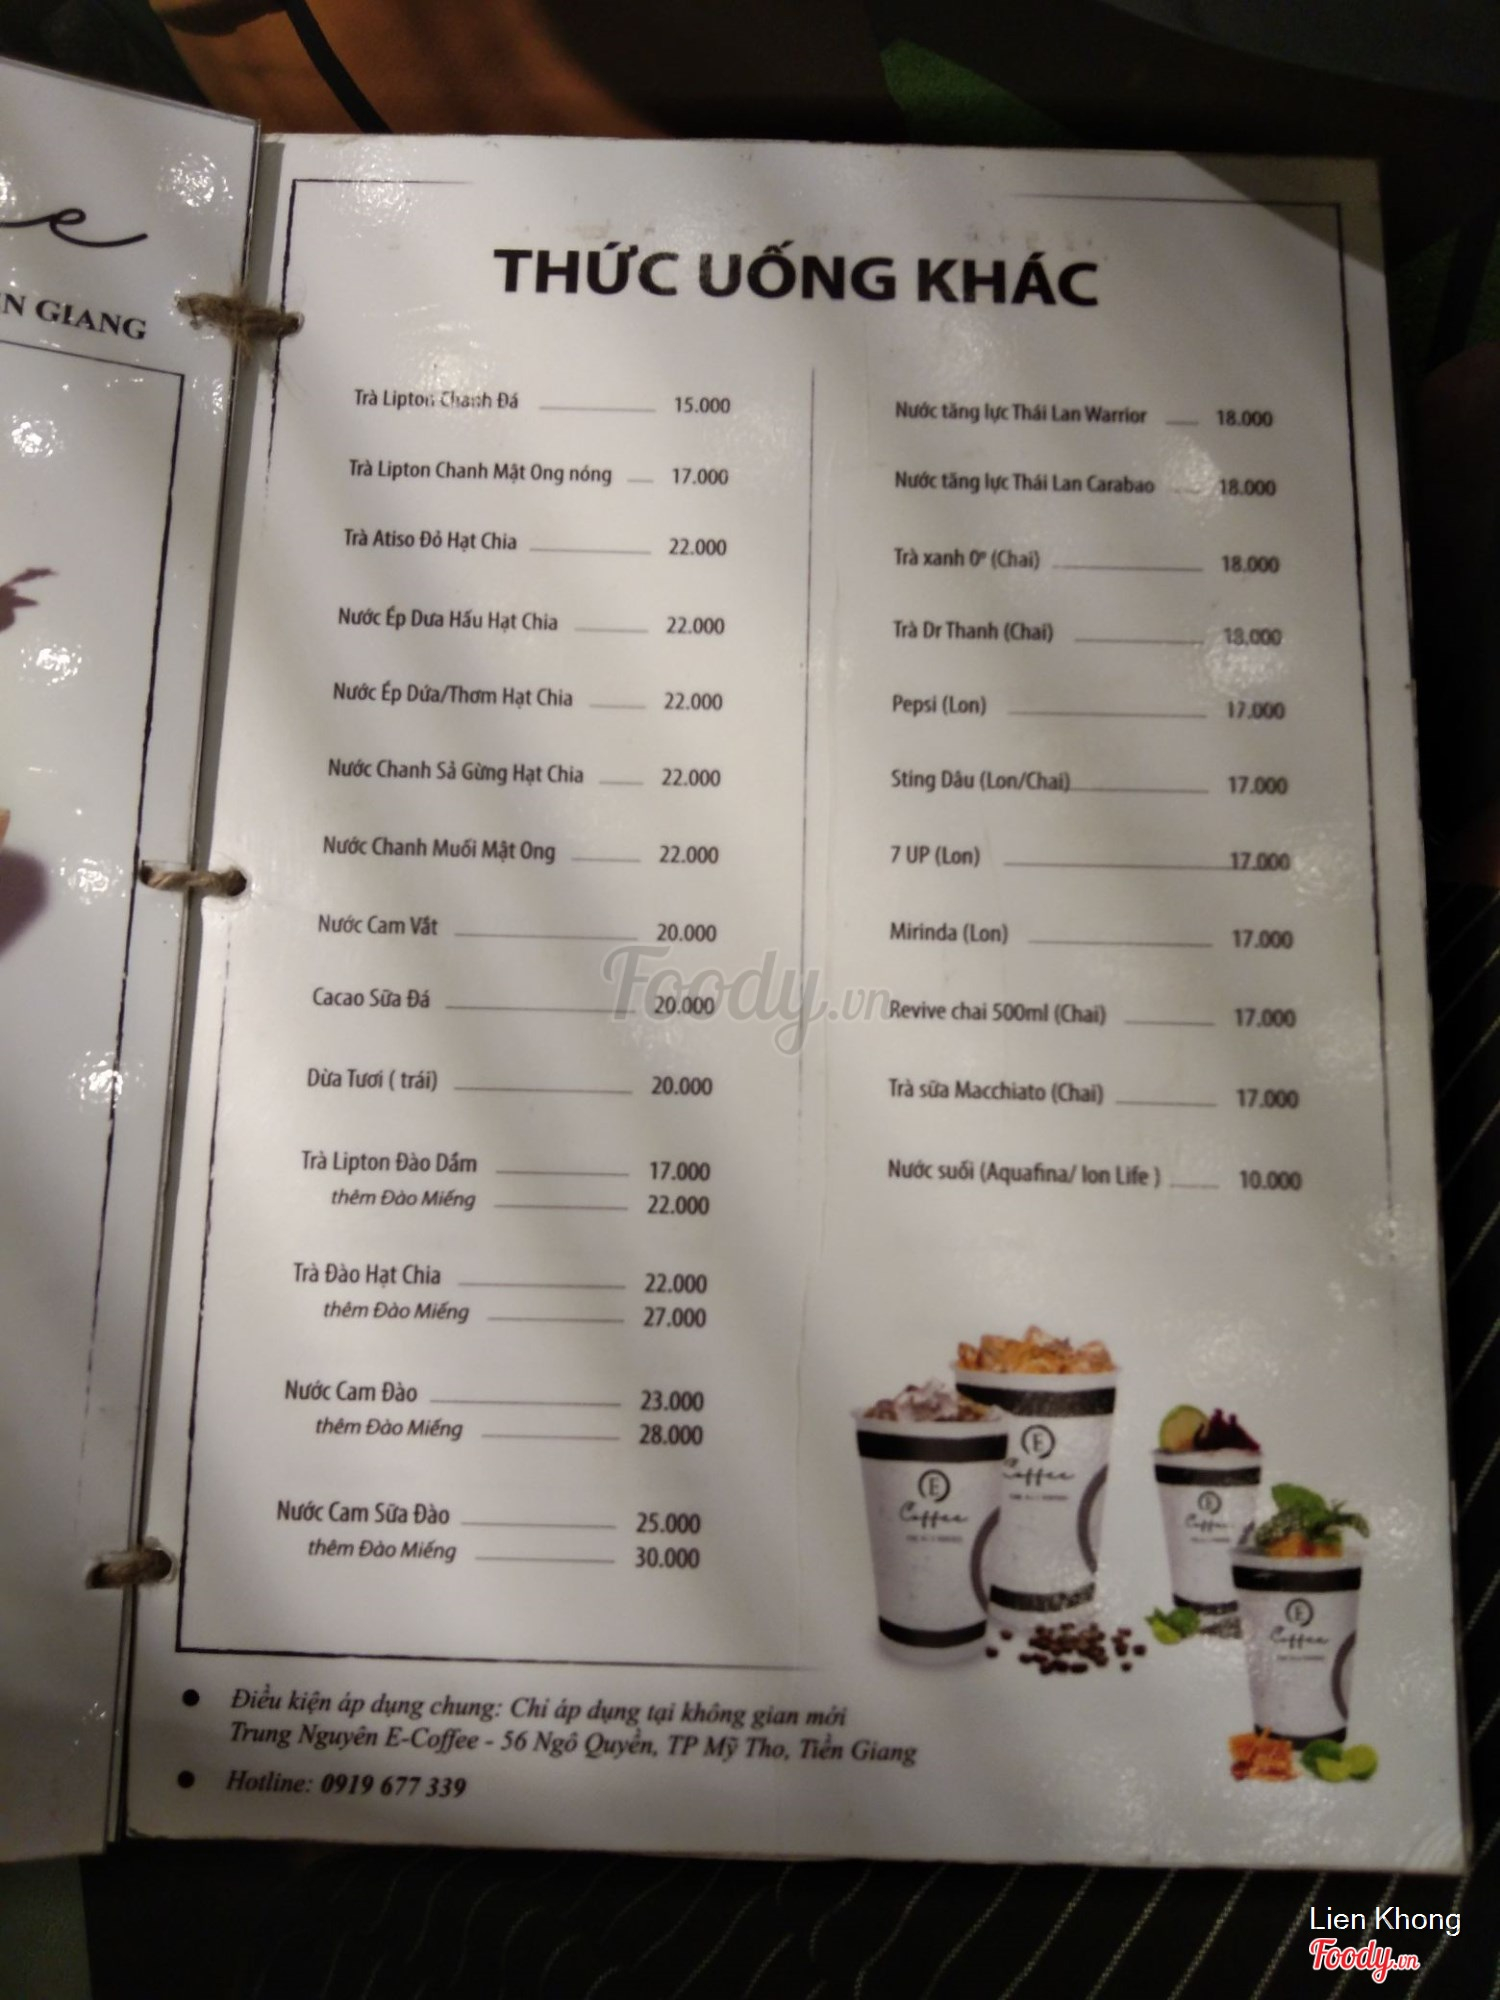 e
N GIANG
THỨC UỐNG KHÁC
Trà Lipton Chanh Đá 15.000
Trà Lipton Chanh Mật Ong nóng 17.000
Trà Atiso Đỏ Hạt Chia 22.000
Nước Ép Dưa Hấu Hạt Chia 22.000
Nước Ép Dứa/Thơm Hạt Chia 22.000
Nước Chanh Sả Gừng Hạt Chia 22.000
Nước Chanh Muối Mật Ong 22.000
Nước Cam Vắt 20.000
Cacao Sữa Đá 20.000
Dừa Tươi ( trái) 20.000
Trà Lipton Đào Dầm 17.000
thêm Đào Miếng 22.000
Trà Đào Hạt Chia 22.000
thêm Đào Miếng 27.000
Nước Cam Đào 23.000
thêm Đào Miếng 28.000
Nước Cam Sữa Đào 25.000
thêm Đào Miếng 30.000
Nước tăng lực Thái Lan Warrior 18.000
Nước tăng lực Thái Lan Carabao 18.000
Trà xanh 0º (Chai) 18.000
Trà Dr Thanh (Chai) 18.000
Pepsi (Lon) 17.000
Sting Dâu (Lon/Chai) 17.000
7 UP (Lon) 17.000
Mirinda (Lon) 17.000
Revive chai 500ml (Chai) 17.000
Trà sữa Macchiato (Chai) 17.000
Nước suối (Aquafina/ Ion Life ) 10.000
E
Coffee
E
Coffee
E
Coffee
E
Coffee
● Điều kiện áp dụng chung: Chỉ áp dụng tại không gian mới
Trung Nguyên E-Coffee - 56 Ngô Quyền, TP Mỹ Tho, Tiền Giang
● Hotline: 0919 677 339
Foody.vn
Lien Khong
Foody.vn